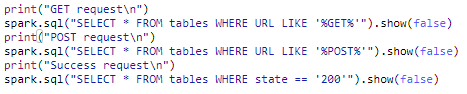 print("GET request\n")
spark.sql("SELECT * FROM tables WHERE URL LIKE '%GET%'").show(false)
print("POST request\n")
spark.sql("SELECT * FROM tables WHERE URL LIKE '%POST%'").show(false)
print("Success request\n")
spark.sql("SELECT * FROM tables WHERE state == '200'").show(false)